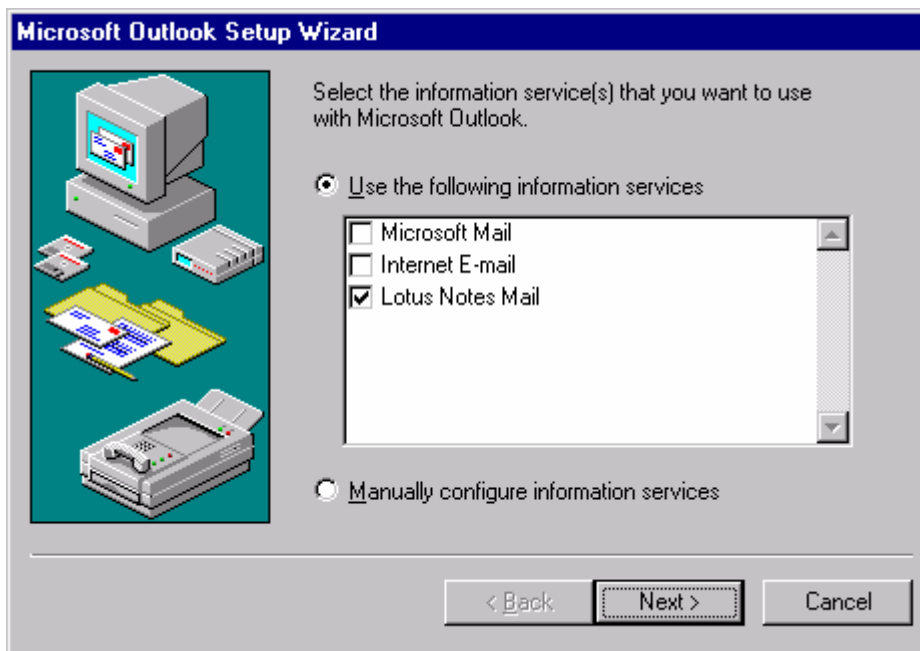 Microsoft Outlook Setup Wizard
Select the information service(s) that you want to use
with Microsoft Outlook.
Use the following information services
Microsoft Mail
Internet E-mail
Lotus Notes Mail
Manually configure information services
< Back
Next >
Cancel